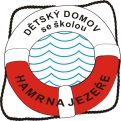 DĚTSKÝ DOMOV
se školou
HAMR NA JEZEŘE